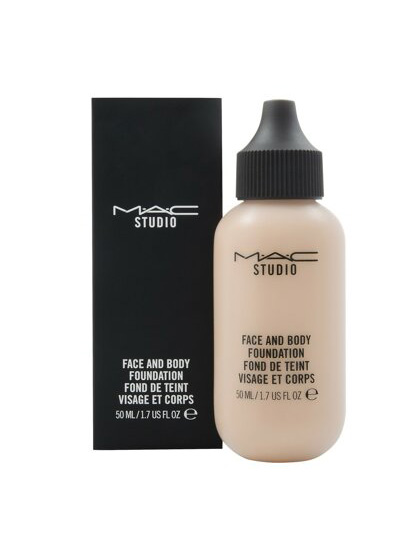 M·A·C
STUDIO
FACE AND BODY
FOUNDATION
FOND DE TEINT
VISAGE ET CORPS
50 ML / 1.7 US FL OZ ℮
M·A·C
STUDIO
FACE AND BODY
FOUNDATION
FOND DE TEINT
VISAGE ET CORPS
50 ML / 1.7 US FL OZ ℮